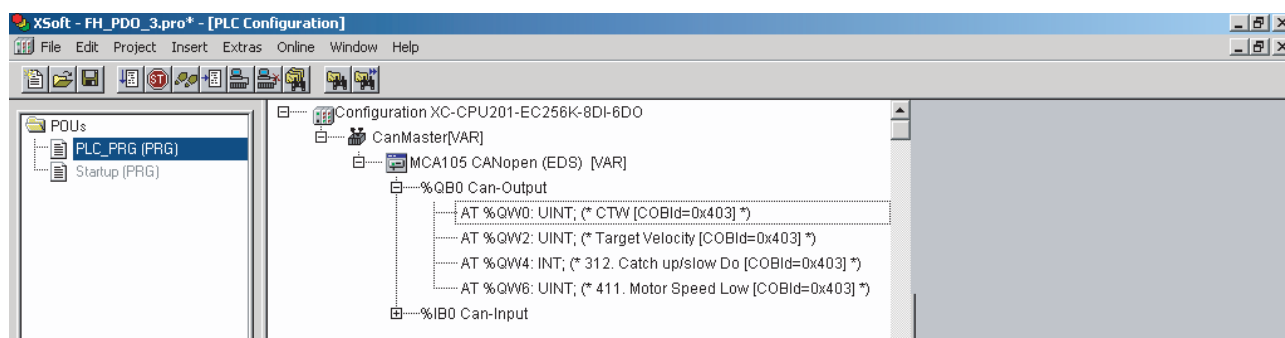 XSoft - FH_PDO_3.pro* - [PLC Configuration]
File Edit Project Insert Extras Online Window Help
POUs
PLC_PRG (PRG)
Startup (PRG)
Configuration XC-CPU201-EC256K-8DI-6DO
CanMaster[VAR]
MCA105 CANopen (EDS) [VAR]
%QB0 Can-Output
AT %QW0: UINT; (* CTW [COBId=0x403] *)
AT %QW2: UINT; (* Target Velocity [COBId=0x403] *)
AT %QW4: INT; (* 312. Catch up/slow Do [COBId=0x403] *)
AT %QW6: UINT; (* 411. Motor Speed Low [COBId=0x403] *)
%IB0 Can-Input